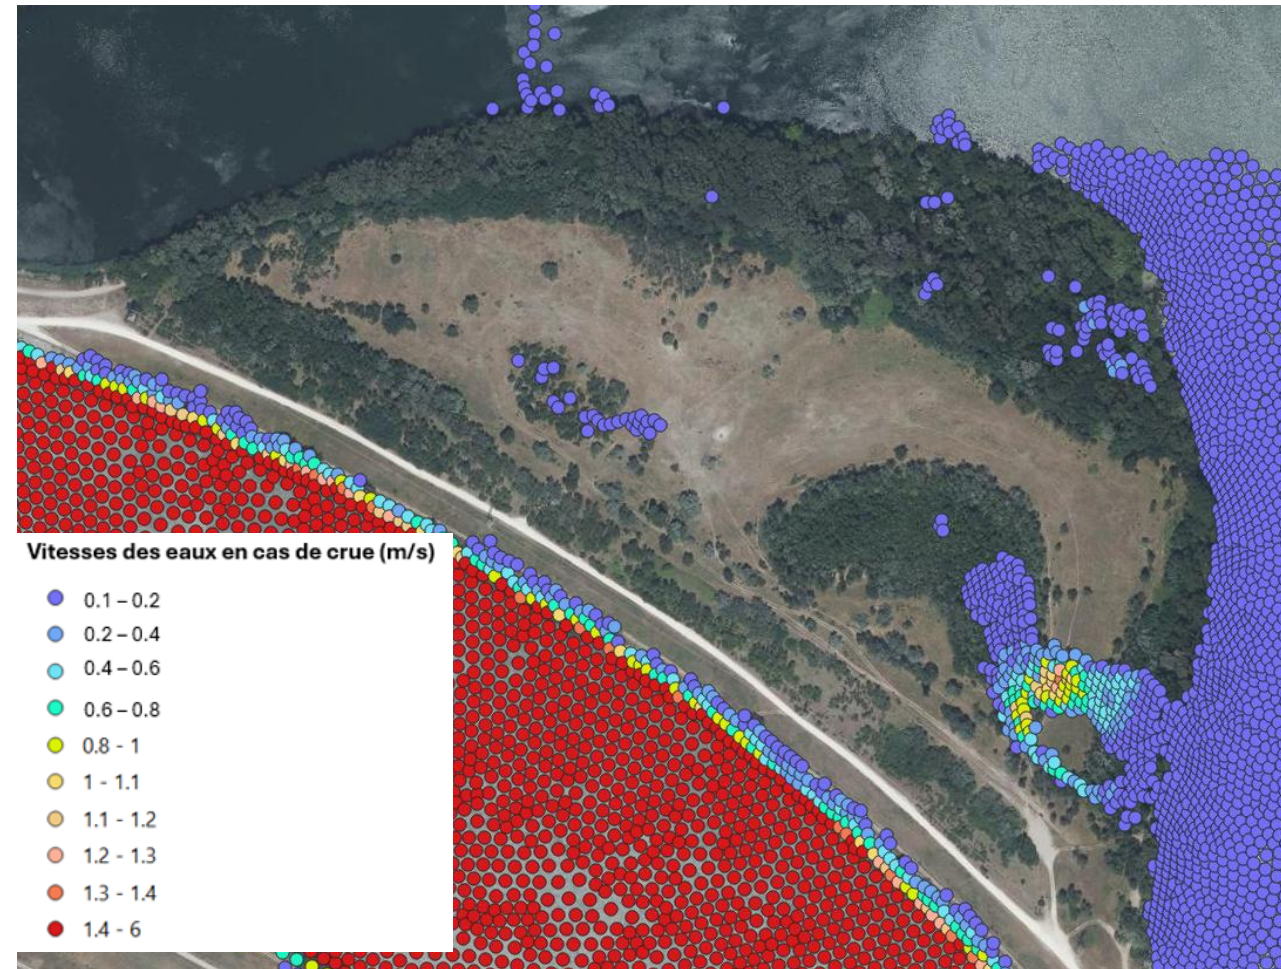 Vitesses des eaux en cas de crue (m/s)
0.1 – 0.2
0.2 – 0.4
0.4 – 0.6
0.6 – 0.8
0.8 - 1
1 - 1.1
1.1 - 1.2
1.2 - 1.3
1.3 - 1.4
1.4 - 6